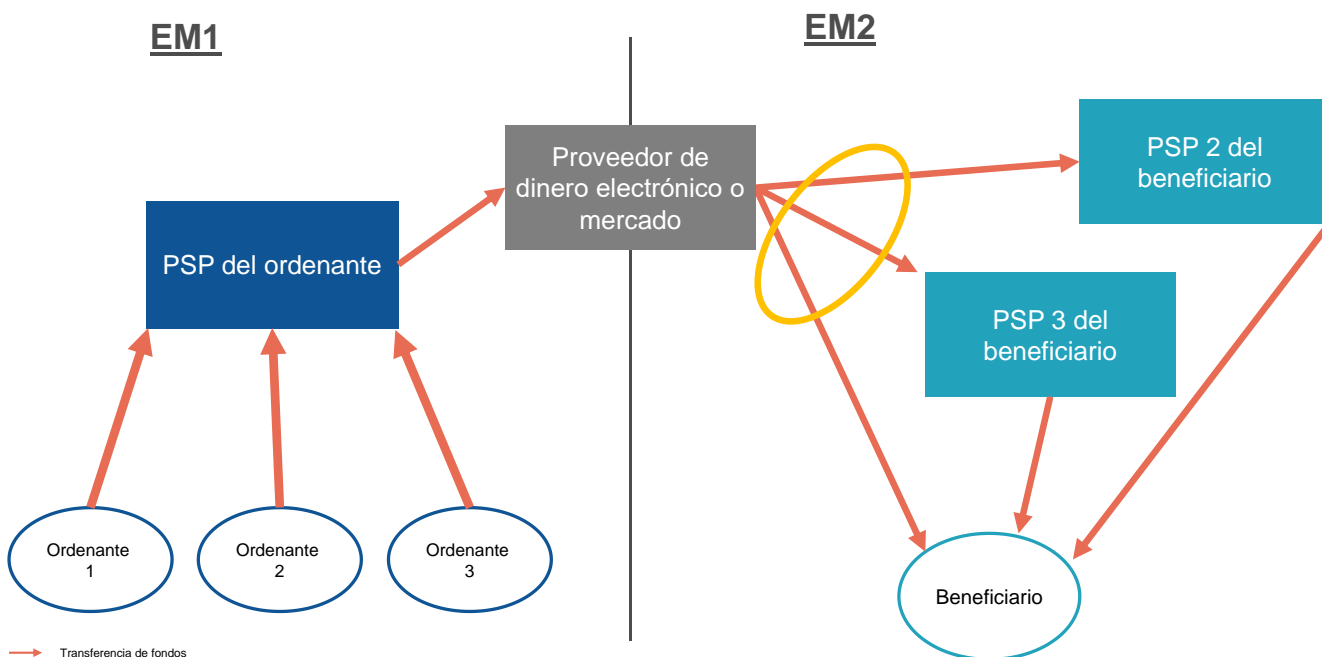 EM1
EM2
Proveedor de
dinero electrónico o
mercado
PSP 2 del
beneficiario
PSP del ordenante
PSP 3 del
beneficiario
Ordenante
1
Ordenante
2
Ordenante
3
Beneficiario
Transferencia de fondos